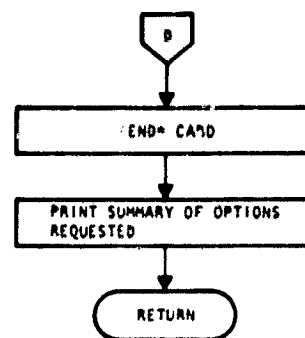 D
*END* CARD
PRINT SUMMARY OF OPTIONS
REQUESTED
RETURN